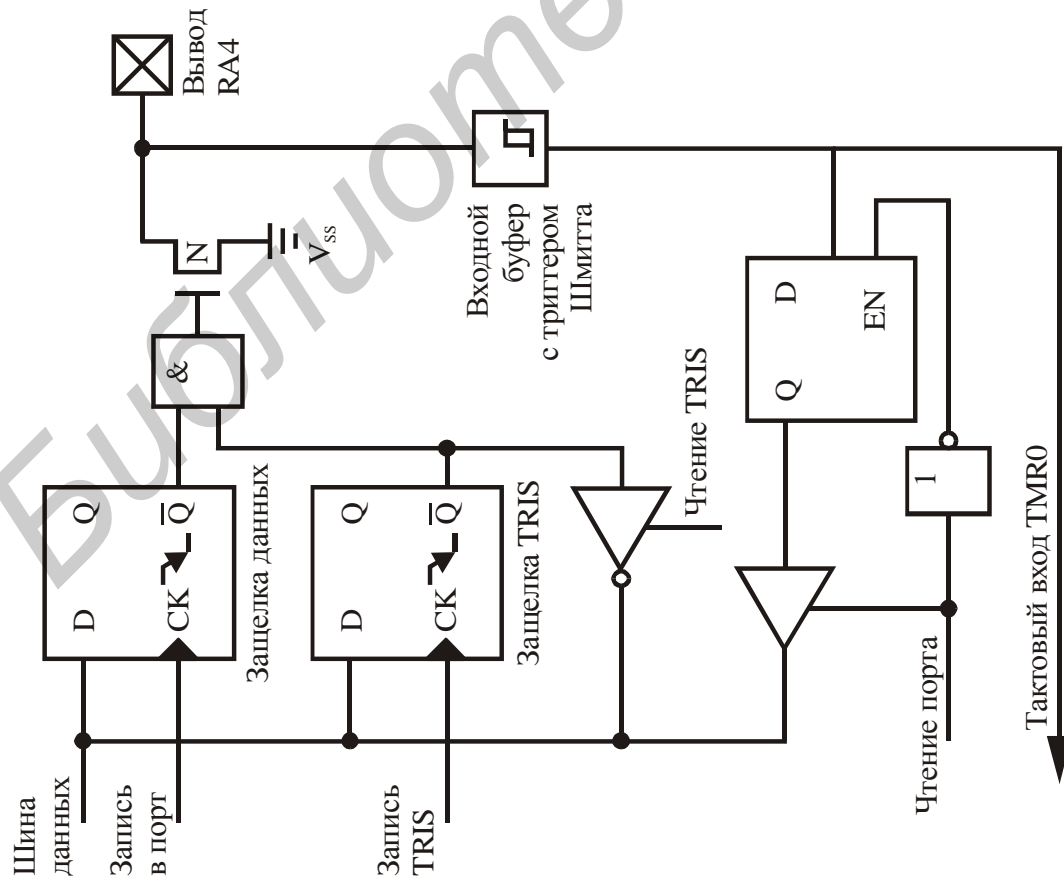 Шина
данных
Запись
в порт
D
Q
CK
Q
Защелка данных
&
N
Vss
Вывод
RA4
Запись
TRIS
D
Q
CK
Q
Защелка TRIS
Чтение TRIS
Входной
буфер
с триггером
Шмитта
Q
D
EN
1
Чтение порта
Тактовый вход TMR0